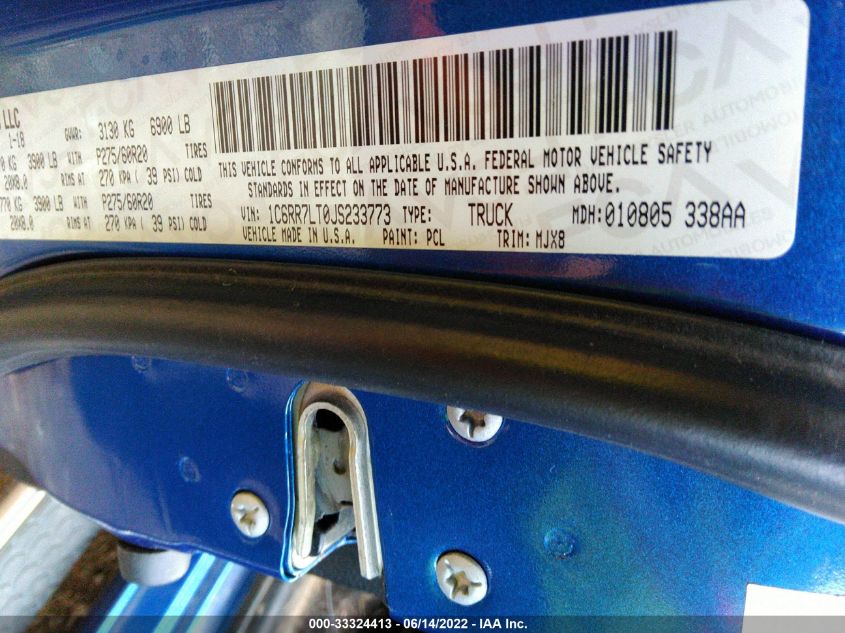 LLC
1-18 GVWR: 3130 KG 6900 LB
KG 3900 LB WITH P275/60R20 TIRES
20X8.0 RIMS AT 270 KPA ( 39 PSI) COLD
770 KG 3900 LB WITH P275/60R20 TIRES
20X8.0 RIMS AT 270 KPA ( 39 PSI) COLD
THIS VEHICLE CONFORMS TO ALL APPLICABLE U.S.A. FEDERAL MOTOR VEHICLE SAFETY
STANDARDS IN EFFECT ON THE DATE OF MANUFACTURE SHOWN ABOVE.
VIN: 1C6RR7LT0JS233773 TYPE: TRUCK MDH:010805 338AA
VEHICLE MADE IN U.S.A. PAINT: PCL TRIM: MJX8
000-33324413 - 06/14/2022 - IAA Inc.